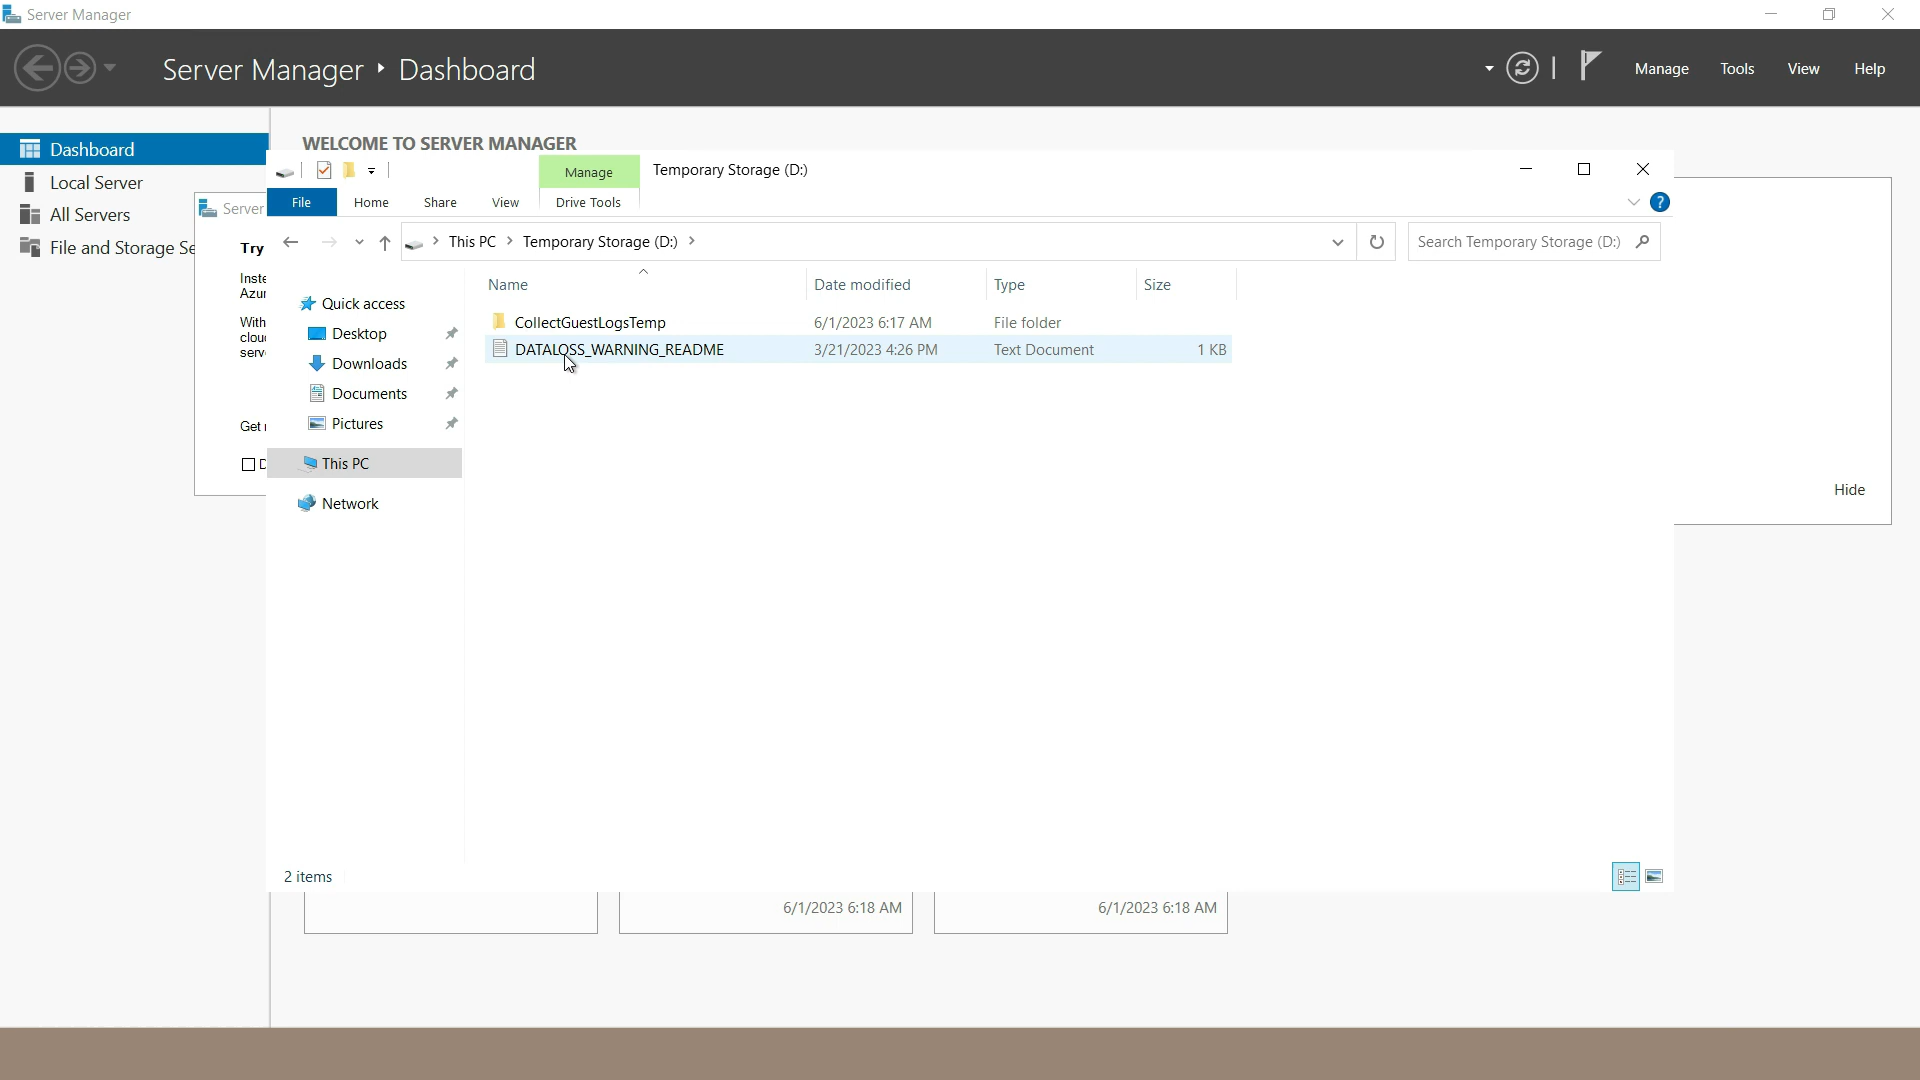 Server Manager
Server Manager ‣ Dashboard
Manage Tools View Help
Dashboard
Local Server
All Servers
File and Storage Se
WELCOME TO SERVER MANAGER
Server
Try
Inste
Azur
With
clou
serv
Get
Manage
Temporary Storage (D:)
File Home Share View Drive Tools
This PC > Temporary Storage (D:) >
Search Temporary Storage (D:)
Name Date modified Type Size
CollectGuestLogsTemp 6/1/2023 6:17 AM File folder
DATALOSS_WARNING_README 3/21/2023 4:26 PM Text Document 1 KB
Quick access
Desktop
Downloads
Documents
Pictures
This PC
Network
2 items
Hide
6/1/2023 6:18 AM
6/1/2023 6:18 AM